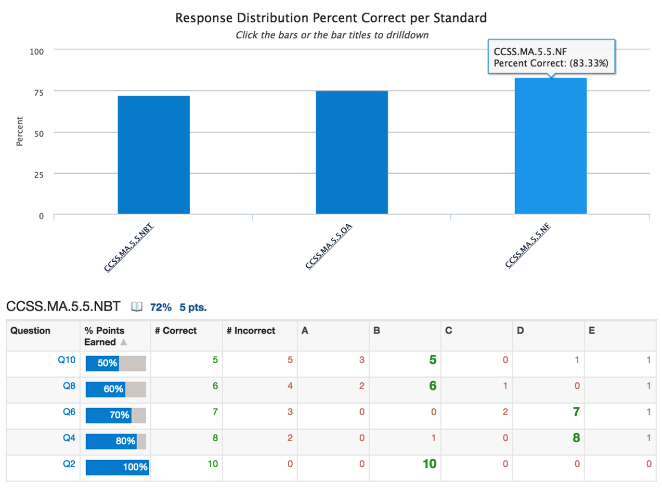 Response Distribution Percent Correct per Standard
Click the bars or the bar titles to drilldown
CCSS.MA.5.5.NF
Percent Correct: (83.33%)
100
75
50
25
0
Percent
CCSS.MA.5.5.NBT
CCSS.MA.5.5.OA
CCSS.MA.5.5.NF
CCSS.MA.5.5.NBT 72% 5 pts.
Question % Points Earned # Correct # Incorrect A B C D E
Q10 50% 5 5 3 5 0 1 1
Q8 60% 6 4 2 6 1 0 1
Q6 70% 7 3 0 0 2 7 1
Q4 80% 8 2 0 1 0 8 1
Q2 100% 10 0 0 10 0 0 0